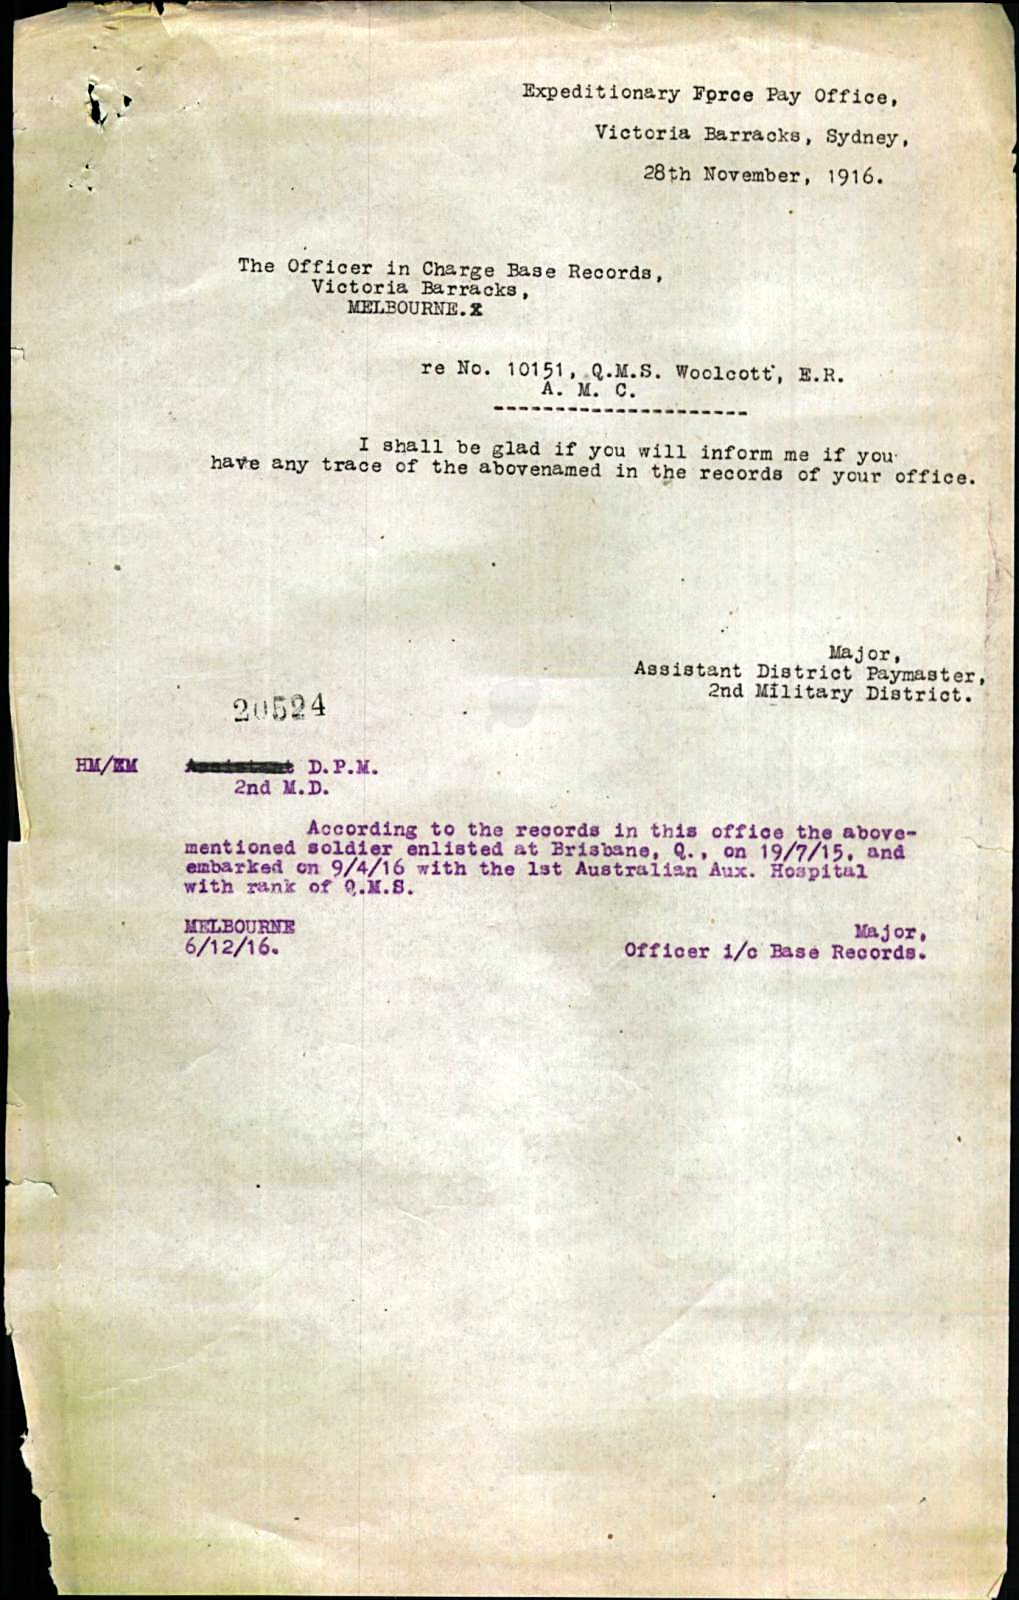 Expeditionary Force Pay Office,
Victoria Barracks, Sydney,
28th November, 1916.
The Officer in Charge Base Records,
Victoria Barracks,
MELBOURNE.
re No. 10151, Q.M.S. Woolcott, E.R.
A. M. C.
---------------------
I shall be glad if you will inform me if you
have any trace of the abovenamed in the records of your office.
Major,
Assistant District Paymaster,
2nd Military District.
20524
HM/EM Assistant D.P.M.
2nd M.D.
According to the records in this office the above-
mentioned soldier enlisted at Brisbane, Q., on 19/7/15, and
embarked on 9/4/16 with the 1st Australian Aux. Hospital
with rank of Q.M.S.
MELBOURNE
6/12/16.
Major,
Officer i/c Base Records.